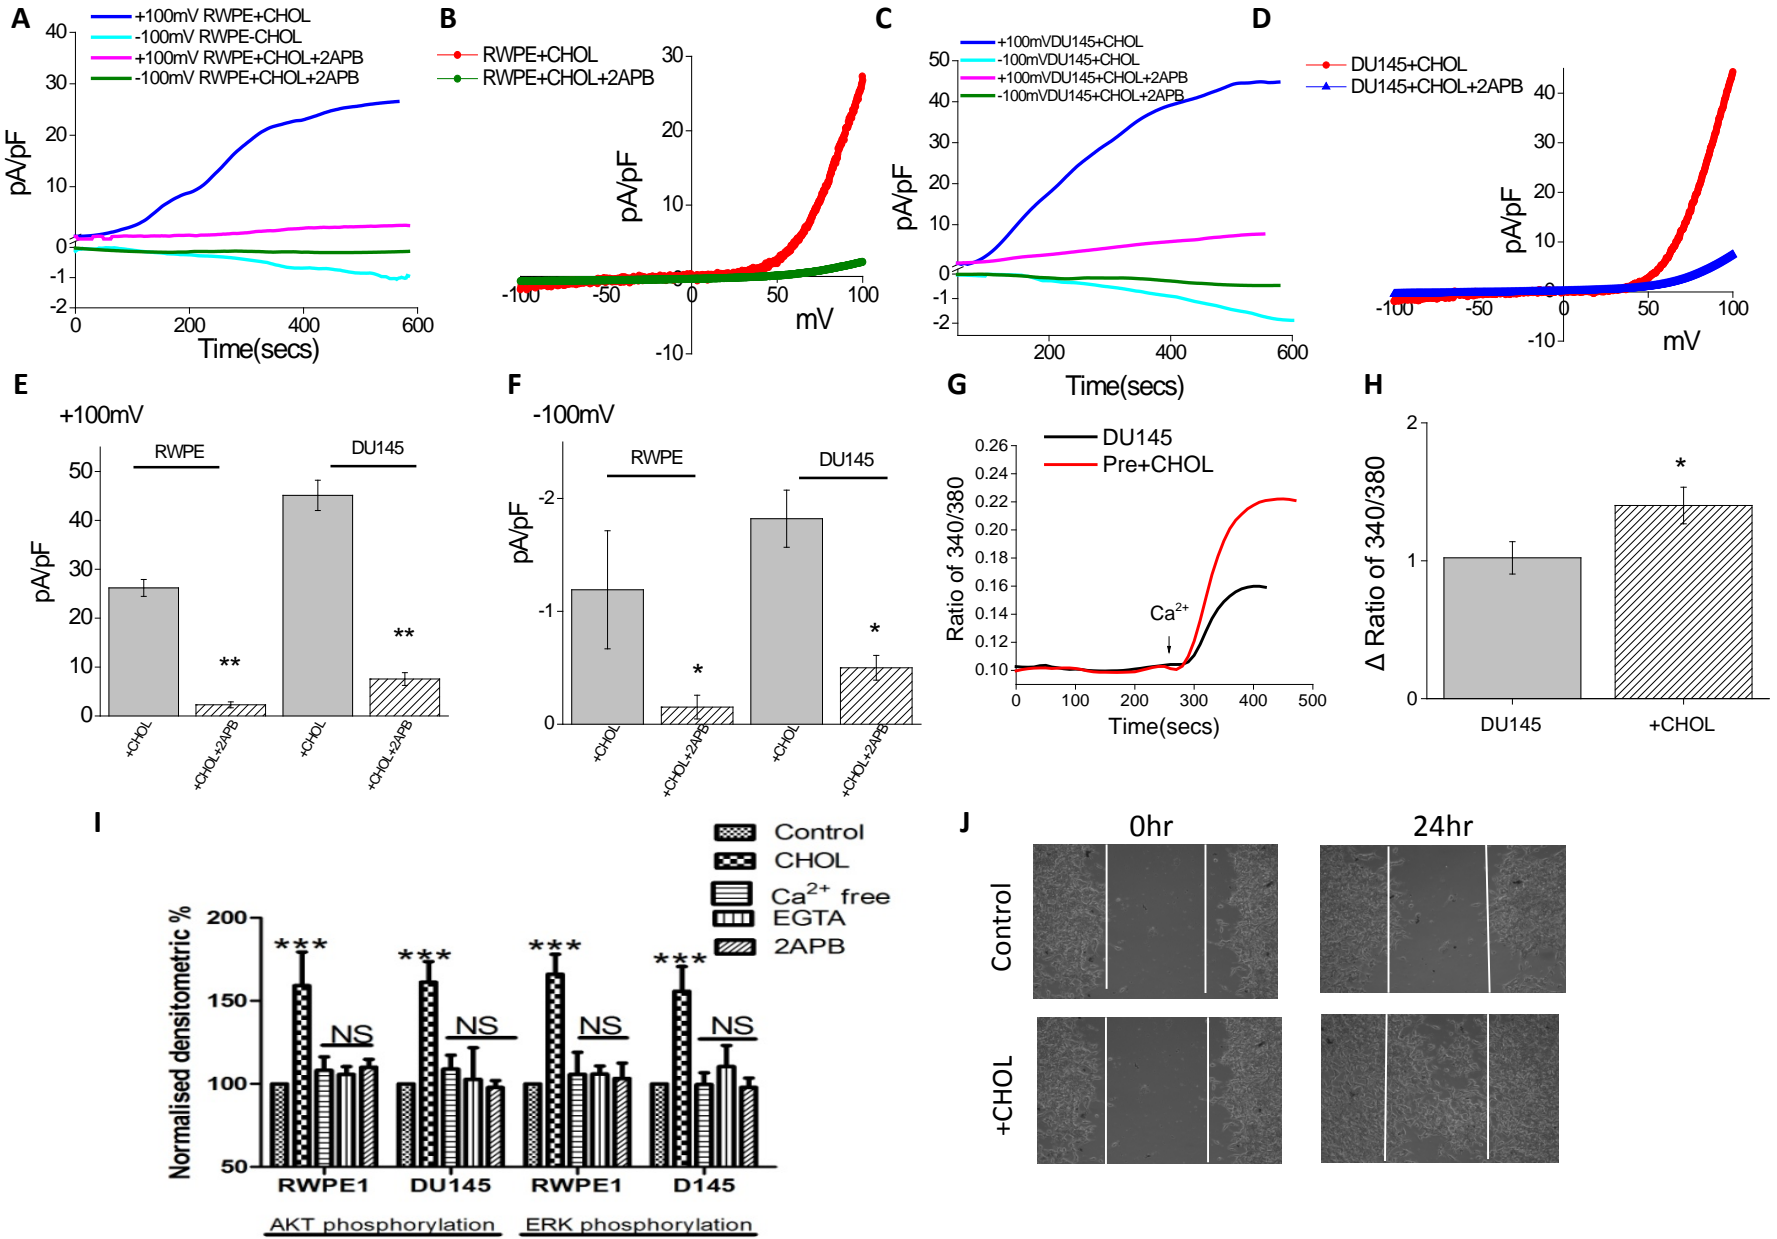 A
+100mV RWPE+CHOL
-100mV RWPE-CHOL
+100mV RWPE+CHOL+2APB
-100mV RWPE+CHOL+2APB
40
30
20
10
0
-1
-2
pA/pF
0
200
400
600
Time(secs)
B
RWPE+CHOL
RWPE+CHOL+2APB
30
20
10
0
-10
pA/pF
-100
-50
0
50
100
mV
C
+100mVDU145+CHOL
-100mVDU145+CHOL
+100mVDU145+CHOL+2APB
-100mVDU145+CHOL+2APB
50
40
50
20
10
0
-1
-2
pA/pF
200
400
600
Time(secs)
D
DU145+CHOL
DU145+CHOL+2APB
40
30
20
10
0
-10
pA/pF
-100
-50
0
50
100
mV
E
+100mV
RWPE
DU145
50
40
30
20
10
0
pA/pF
**
**
+CHOL
+CHOL+2APB
+CHOL
+CHOL+2APB
F
-100mV
RWPE
DU145
-2
-1
0
pA/pF
*
*
+CHOL
+CHOL+2APB
+CHOL
+CHOL+2APB
G
DU145
Pre+CHOL
0.26
0.24
0.22
0.20
0.18
0.16
0.14
0.12
0.10
Ratio of 340/380
Ca²⁺
0
100
200
300
400
500
Time(secs)
H
2
1
0
Δ Ratio of 340/380
*
DU145
+CHOL
I
Control
CHOL
Ca²⁺ free
EGTA
2APB
200
150
100
50
Normalised densitometric %
***
***
***
***
NS
NS
NS
NS
RWPE1
DU145
RWPE1
D145
AKT phosphorylation
ERK phosphorylation
J
0hr
24hr
Control
+CHOL